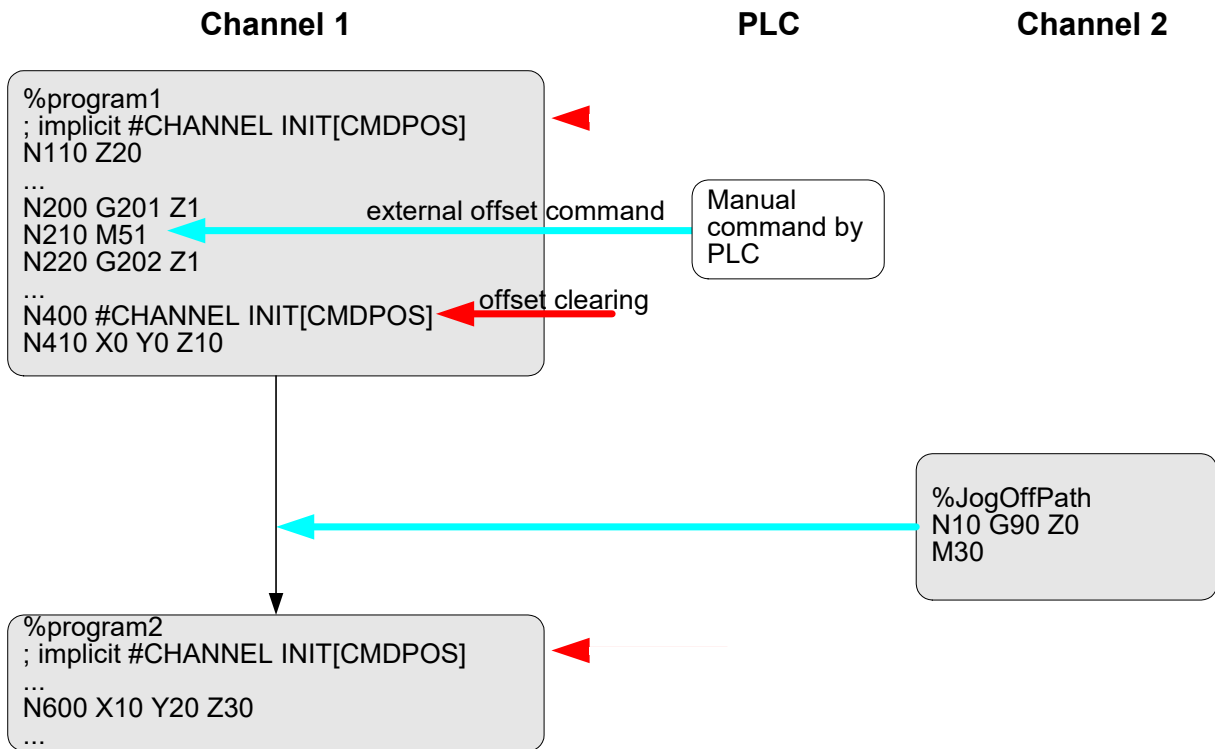 Channel 1
PLC
Channel 2
%program1
; implicit #CHANNEL INIT[CMDPOS]
N110 Z20
...
N200 G201 Z1
N210 M51
N220 G202 Z1
...
N400 #CHANNEL INIT[CMDPOS]
N410 X0 Y0 Z10
external offset command
Manual
command by
PLC
offset clearing
%JogOffPath
N10 G90 Z0
M30
%program2
; implicit #CHANNEL INIT[CMDPOS]
...
N600 X10 Y20 Z30
...